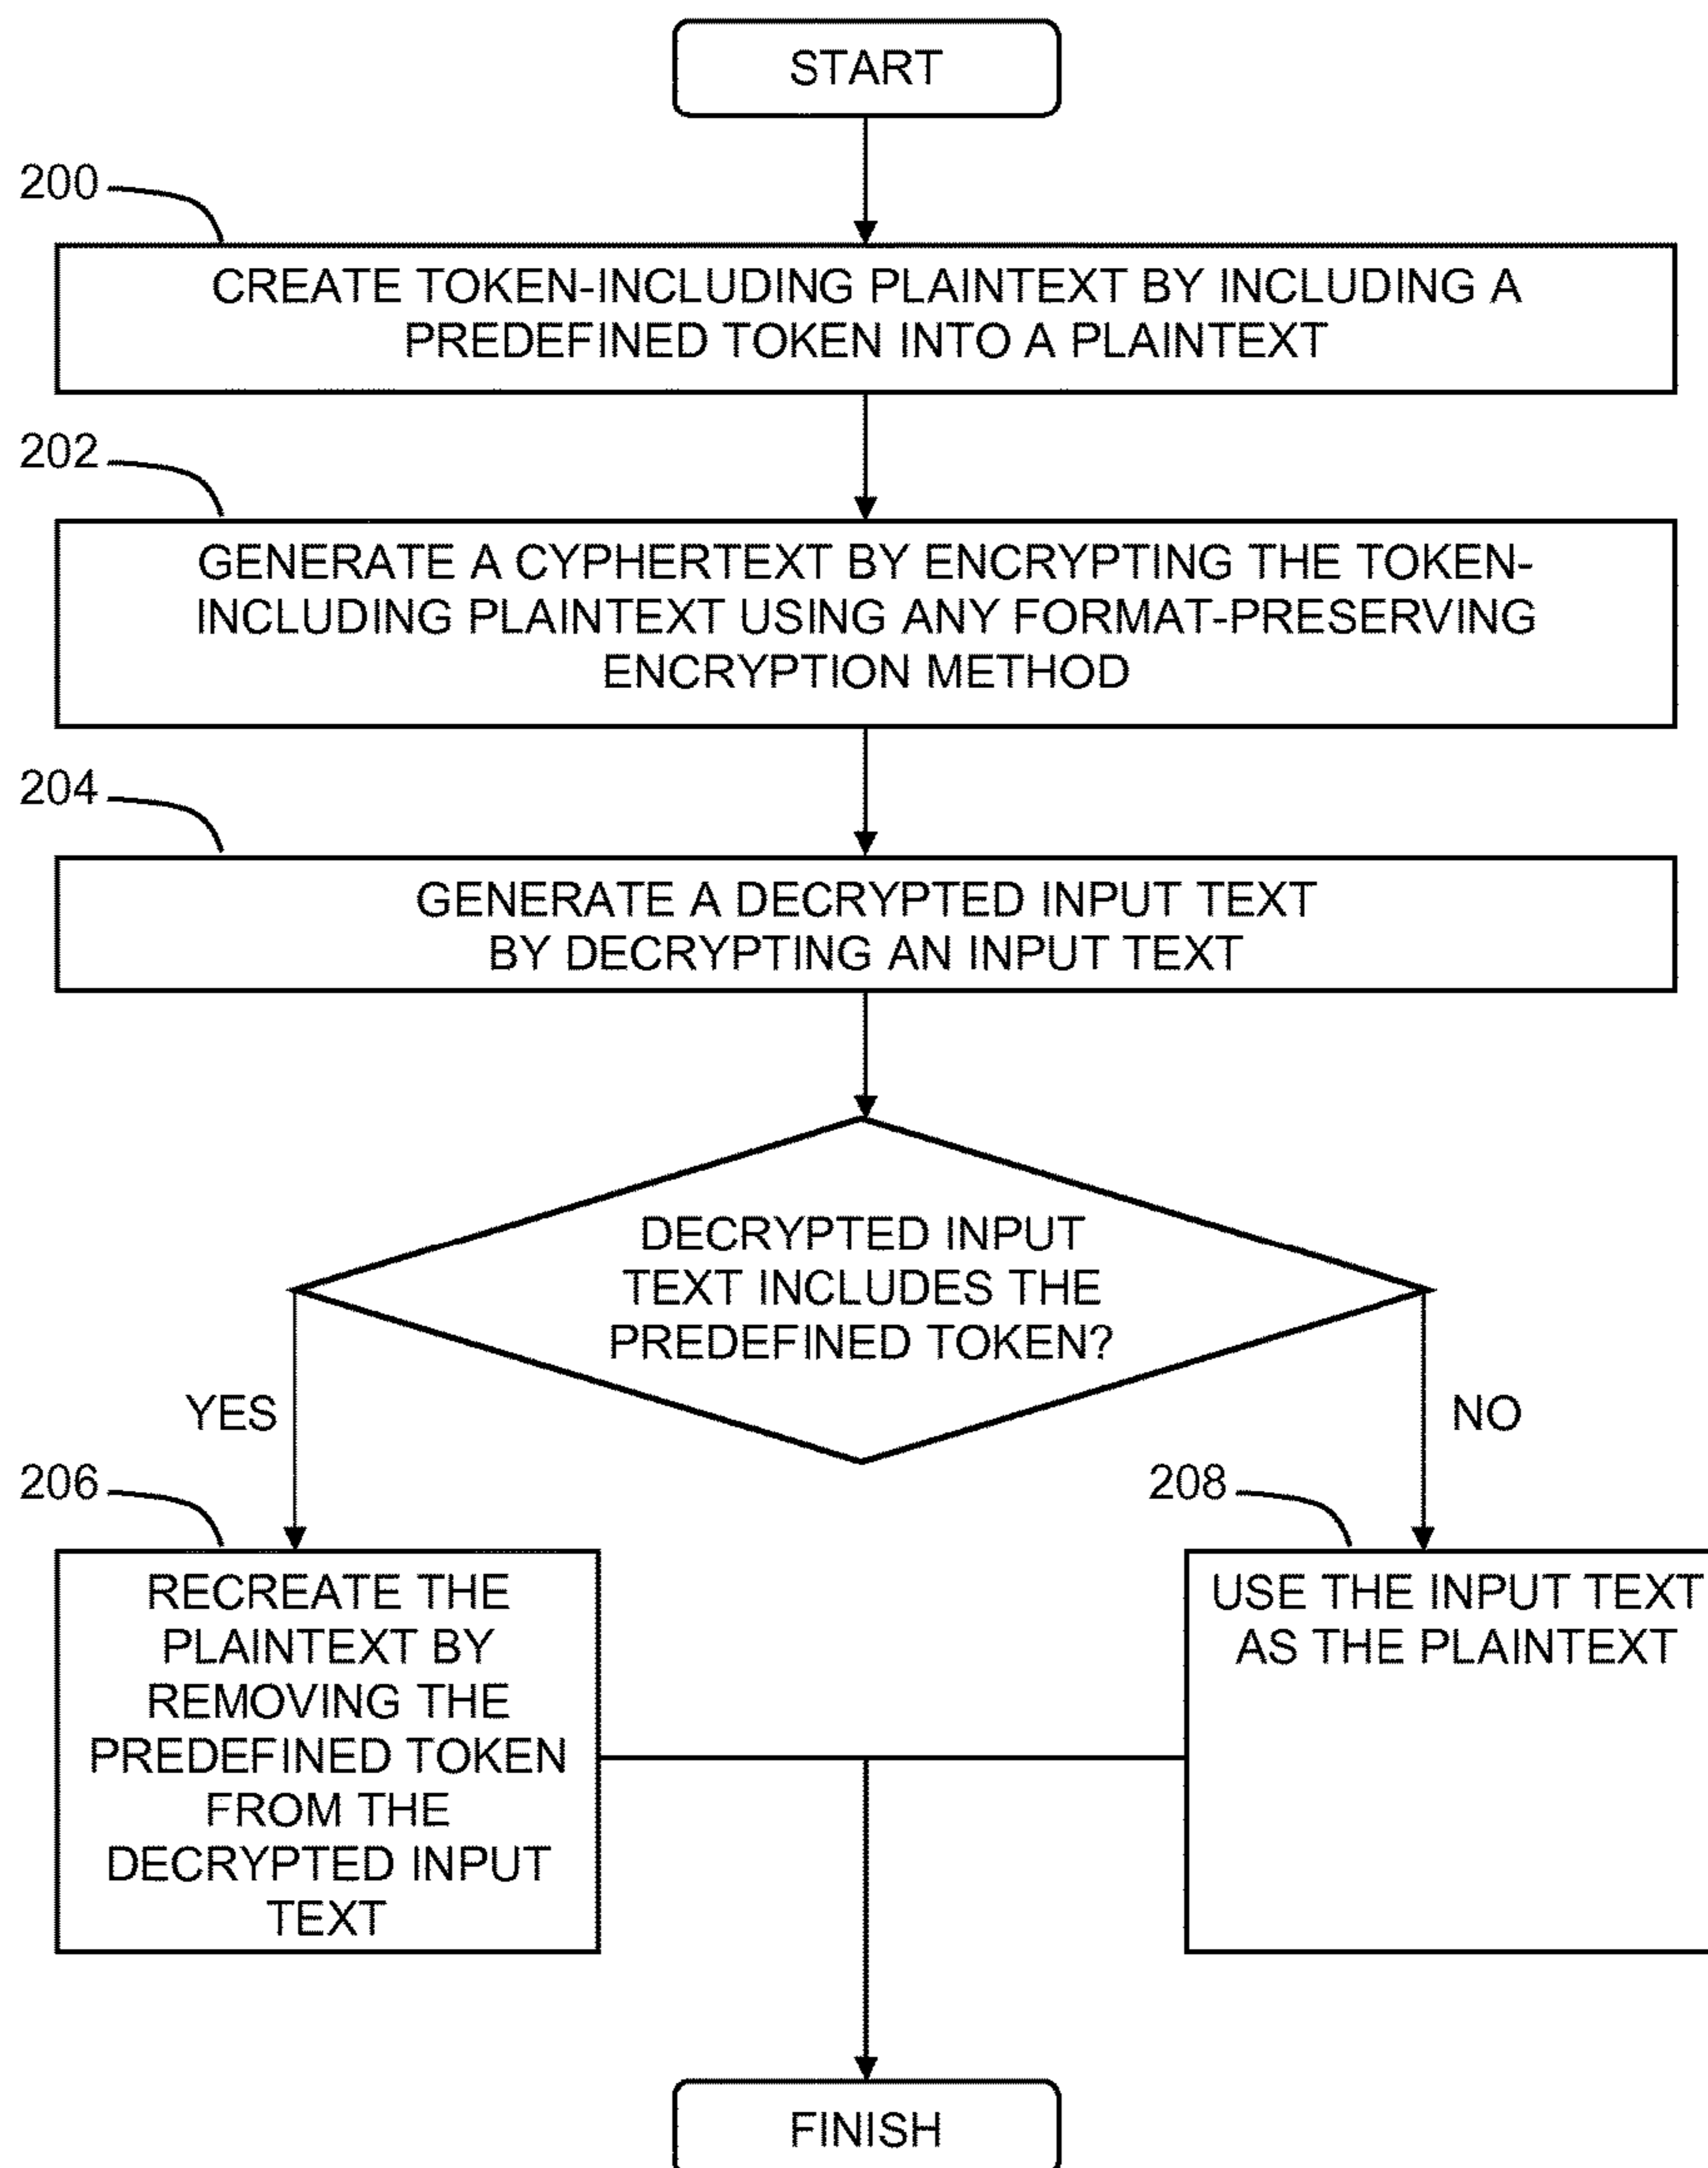 START
200
CREATE TOKEN-INCLUDING PLAINTEXT BY INCLUDING A
PREDEFINED TOKEN INTO A PLAINTEXT
202
GENERATE A CYPHERTEXT BY ENCRYPTING THE TOKEN-
INCLUDING PLAINTEXT USING ANY FORMAT-PRESERVING
ENCRYPTION METHOD
204
GENERATE A DECRYPTED INPUT TEXT
BY DECRYPTING AN INPUT TEXT
DECRYPTED INPUT
TEXT INCLUDES THE
PREDEFINED TOKEN?
YES
NO
206
RECREATE THE
PLAINTEXT BY
REMOVING THE
PREDEFINED TOKEN
FROM THE
DECRYPTED INPUT
TEXT
208
USE THE INPUT TEXT
AS THE PLAINTEXT
FINISH